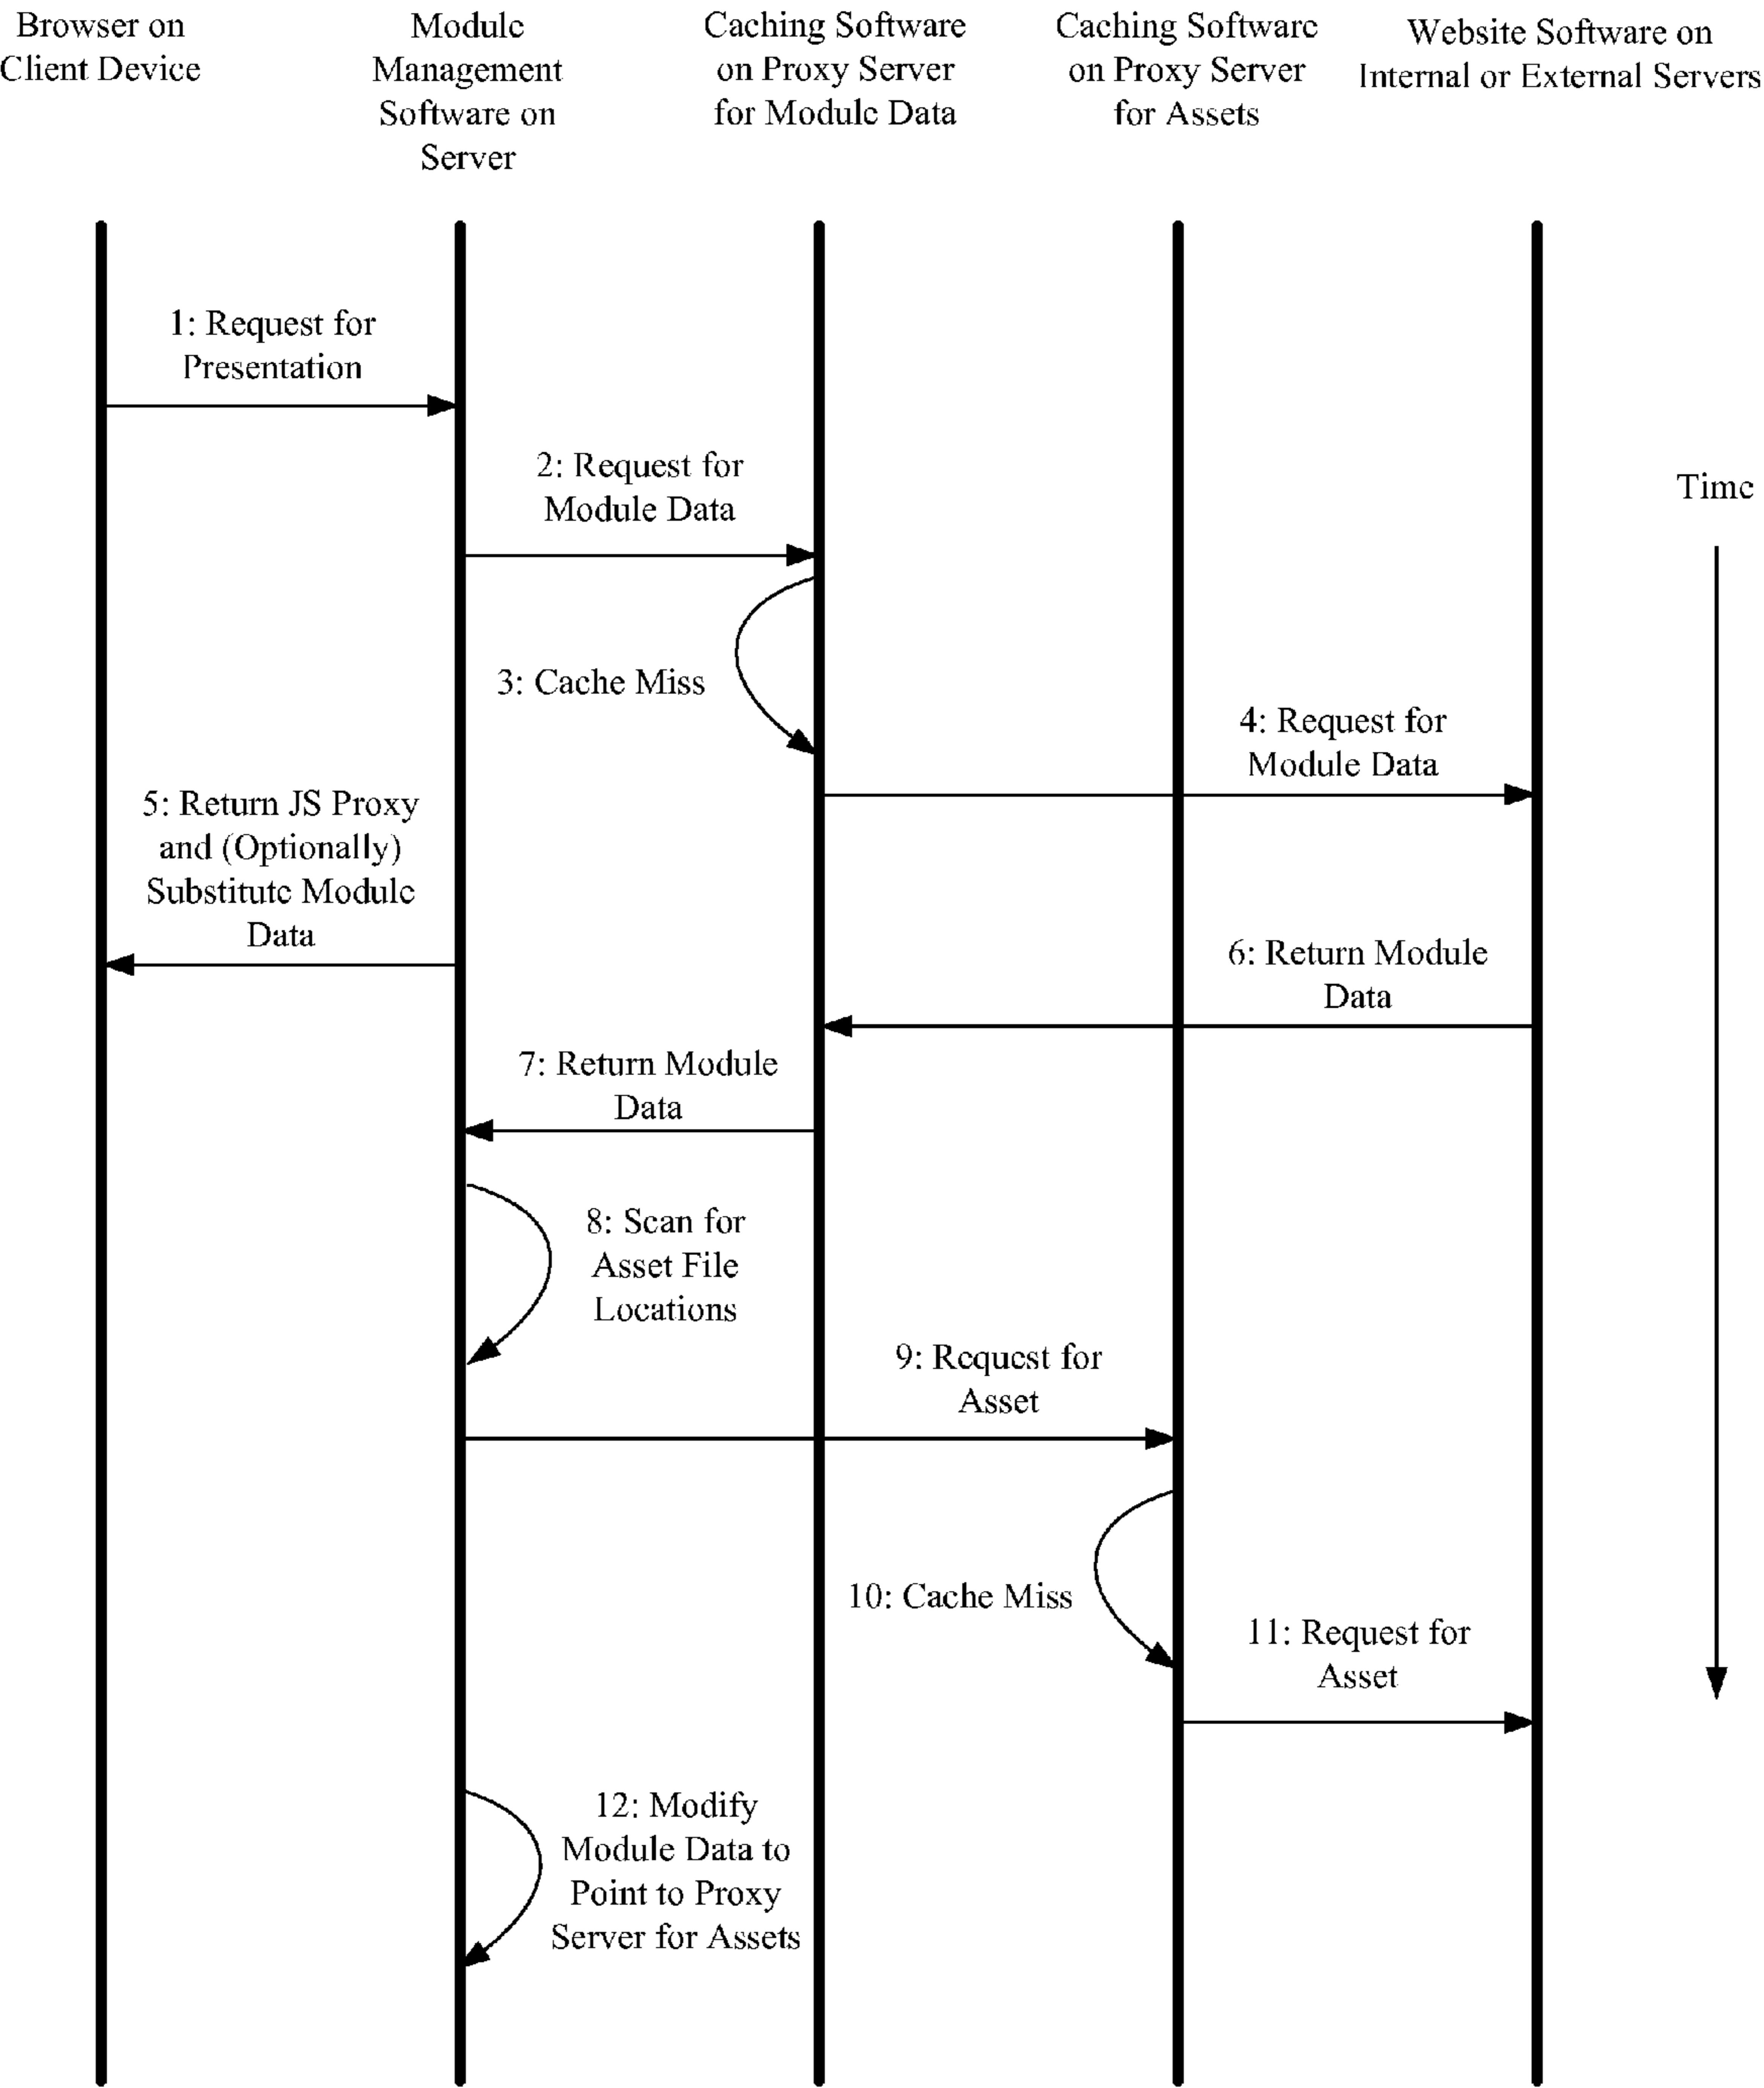 Browser on
Client Device
Module
Management
Software on
Server
Caching Software
on Proxy Server
for Module Data
Caching Software
on Proxy Server
for Assets
Website Software on
Internal or External Servers
1: Request for
Presentation
2: Request for
Module Data
Time
3: Cache Miss
4: Request for
Module Data
5: Return JS Proxy
and (Optionally)
Substitute Module
Data
6: Return Module
Data
7: Return Module
Data
8: Scan for
Asset File
Locations
9: Request for
Asset
10: Cache Miss
11: Request for
Asset
12: Modify
Module Data to
Point to Proxy
Server for Assets